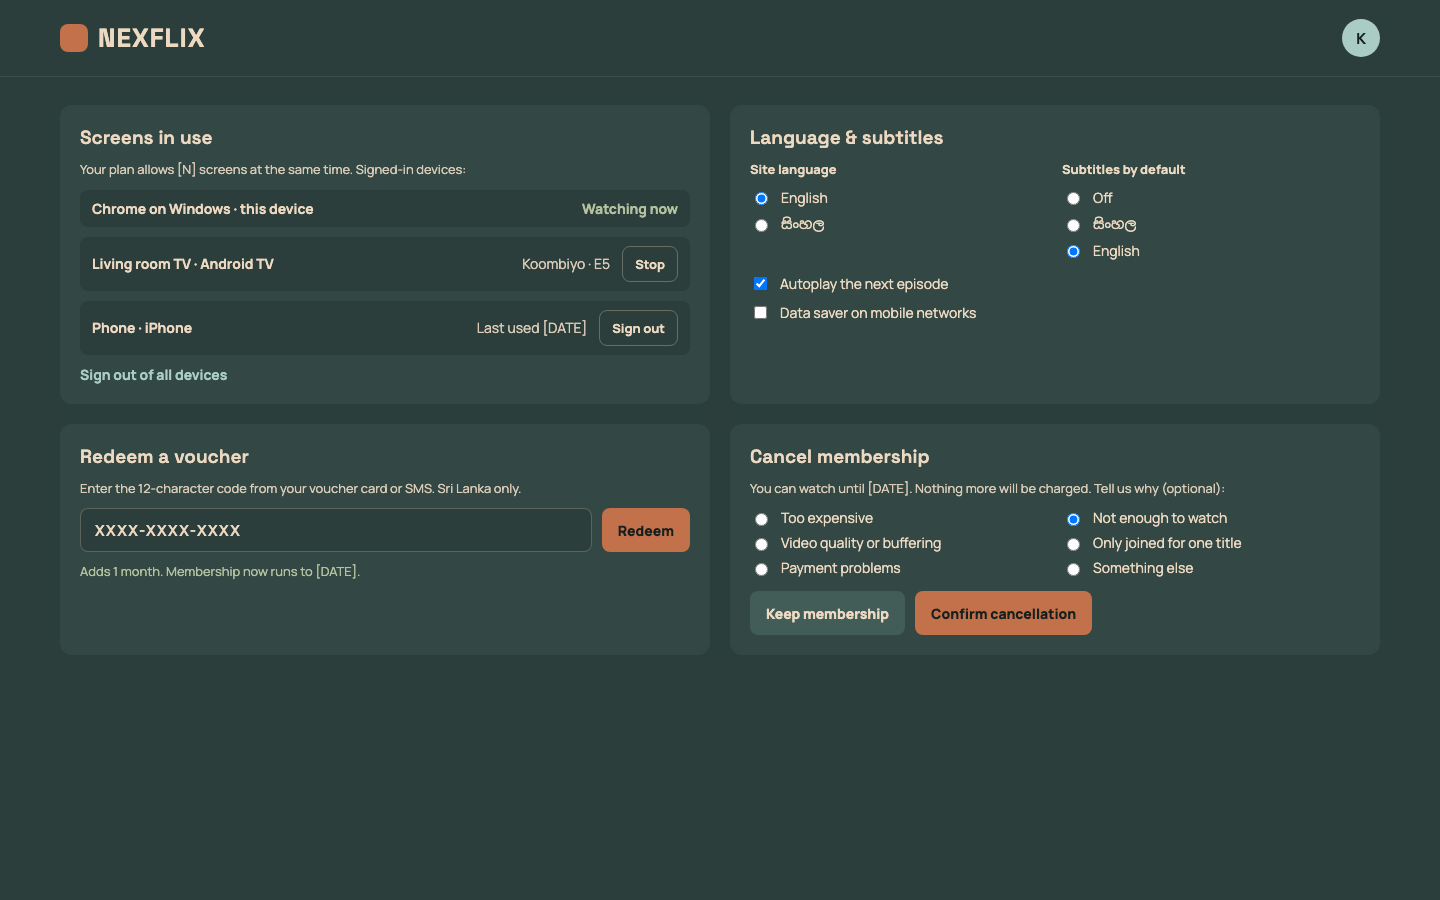 NEXFLIX
K
Screens in use
Your plan allows [N] screens at the same time. Signed-in devices:
Chrome on Windows · this device
Watching now
Living room TV · Android TV
Koombiyo · E5
Stop
Phone · iPhone
Last used [DATE]
Sign out
Sign out of all devices
Language & subtitles
Site language
English
සිංහල
Subtitles by default
Off
සිංහල
English
Autoplay the next episode
Data saver on mobile networks
Redeem a voucher
Enter the 12-character code from your voucher card or SMS. Sri Lanka only.
XXXX-XXXX-XXXX
Redeem
Adds 1 month. Membership now runs to [DATE].
Cancel membership
You can watch until [DATE]. Nothing more will be charged. Tell us why (optional):
Too expensive
Not enough to watch
Video quality or buffering
Only joined for one title
Payment problems
Something else
Keep membership
Confirm cancellation